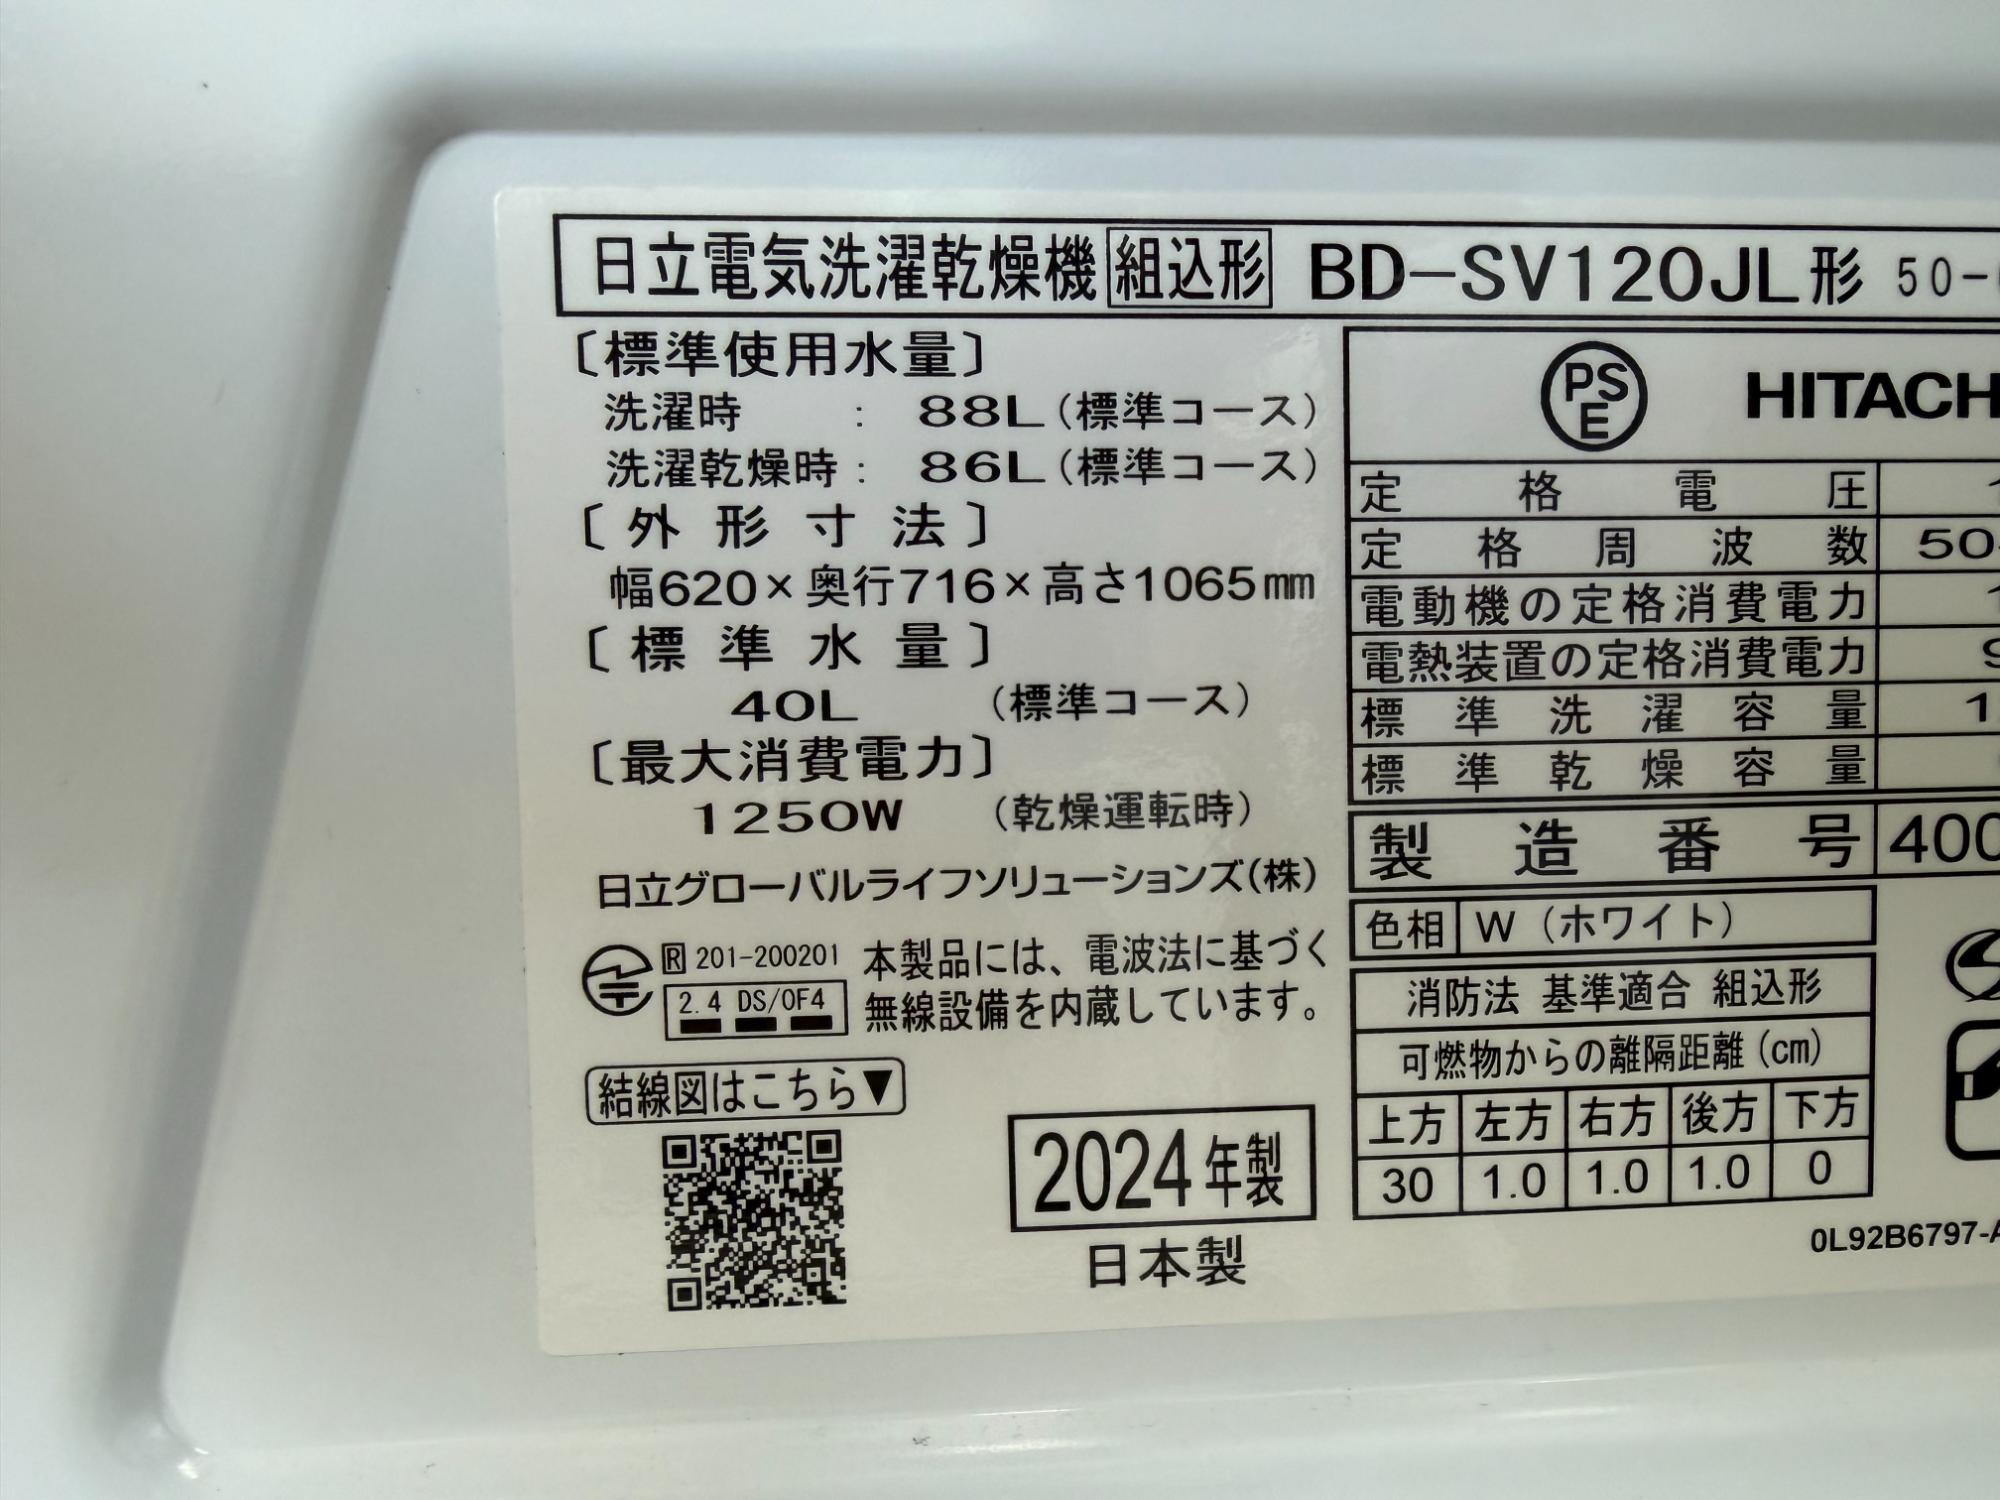 日立電気洗濯乾燥機 組込形 BD-SV120JL形 50-
〔標準使用水量〕
洗濯時 : 88L(標準コース)
洗濯乾燥時: 86L(標準コース)
〔外形寸法〕
幅620×奥行716×高さ1065mm
〔標準水量〕
40L (標準コース)
〔最大消費電力〕
1250W (乾燥運転時)
日立グローバルライフソリューションズ(株)
R 201-200201
2.4 DS/OF4
本製品には、電波法に基づく
無線設備を内蔵しています。
結線図はこちら▼
2024年製
日本製
PSE HITACH
定格電圧 1
定格周波数 50
電動機の定格消費電力 1
電熱装置の定格消費電力 9
標準洗濯容量 1
標準乾燥容量
製造番号 400
色相 W (ホワイト)
消防法 基準適合 組込形
可燃物からの離隔距離(cm)
上方 左方 右方 後方 下方
30 1.0 1.0 1.0 0
0L92B6797-A